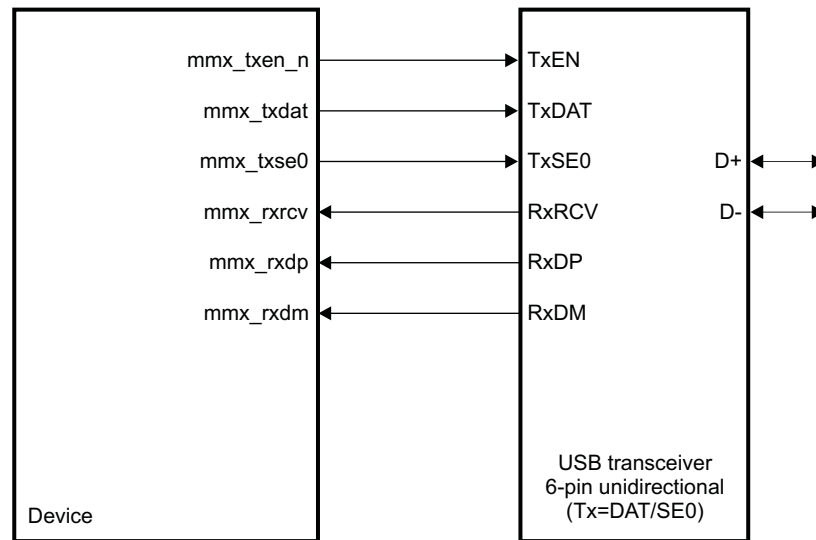 mmx_txen_n TxEN
mmx_txdat TxDAT
mmx_txse0 TxSE0 D+
mmx_rxrcv RxRCV D-
mmx_rxdp RxDP
mmx_rxdm RxDM
USB transceiver
6-pin unidirectional
(Tx=DAT/SE0)
Device